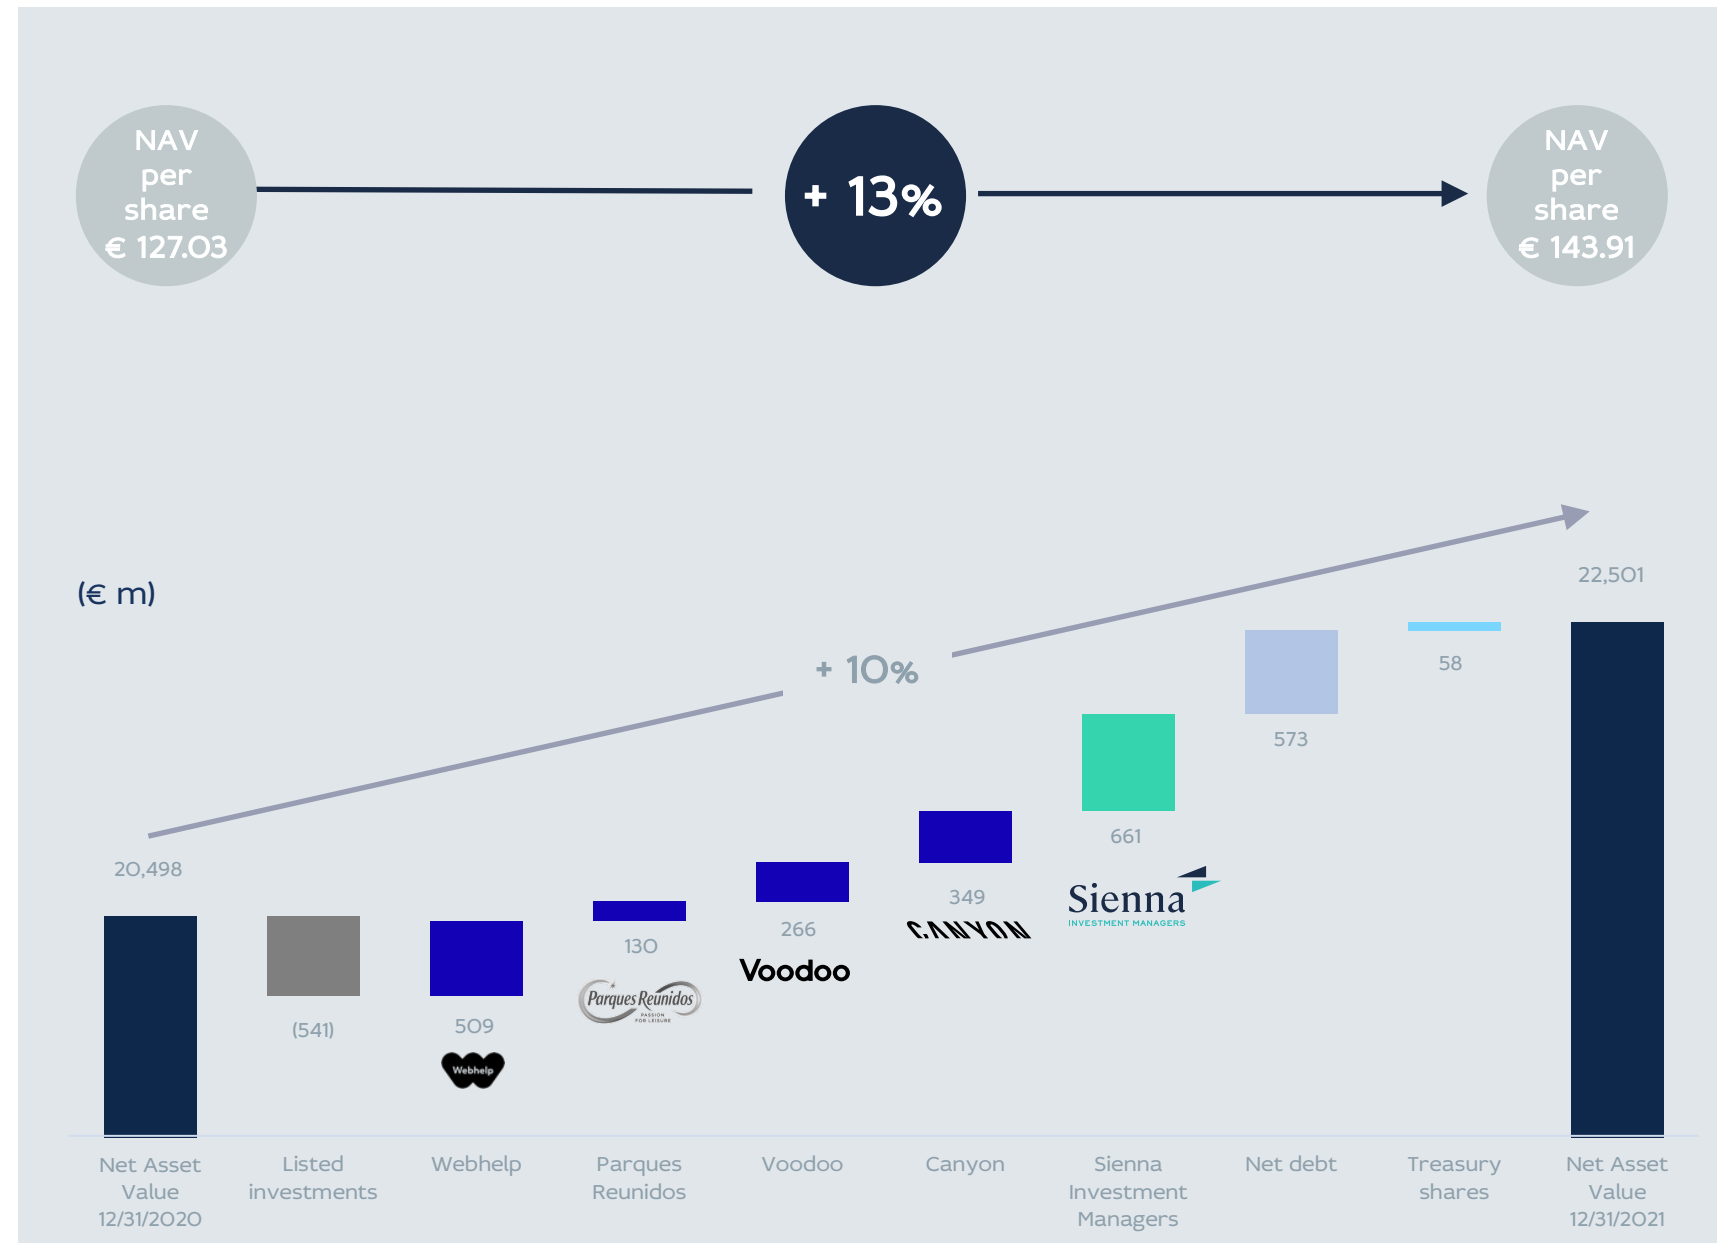 NAV
per
share
€ 127.03
+ 13%
NAV
per
share
€ 143.91
(€ m)
+ 10%
20,498
(541)
509
Webhelp
130
Parques Reunidos
PASSION
FOR LEISURE
266
Voodoo
349
CANYON
661
Sienna
INVESTMENT MANAGERS
573
58
22,501
Net Asset
Value
12/31/2020
Listed
investments
Webhelp
Parques
Reunidos
Voodoo
Canyon
Sienna
Investment
Managers
Net debt
Treasury
shares
Net Asset
Value
12/31/2021